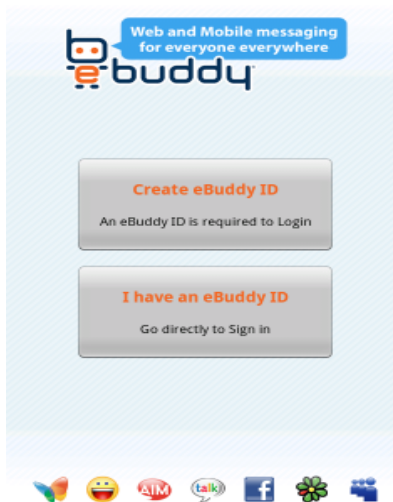 Web and Mobile messaging
for everyone everywhere
ebuddy
Create eBuddy ID
An eBuddy ID is required to Login
I have an eBuddy ID
Go directly to Sign in
AIM
talk
f